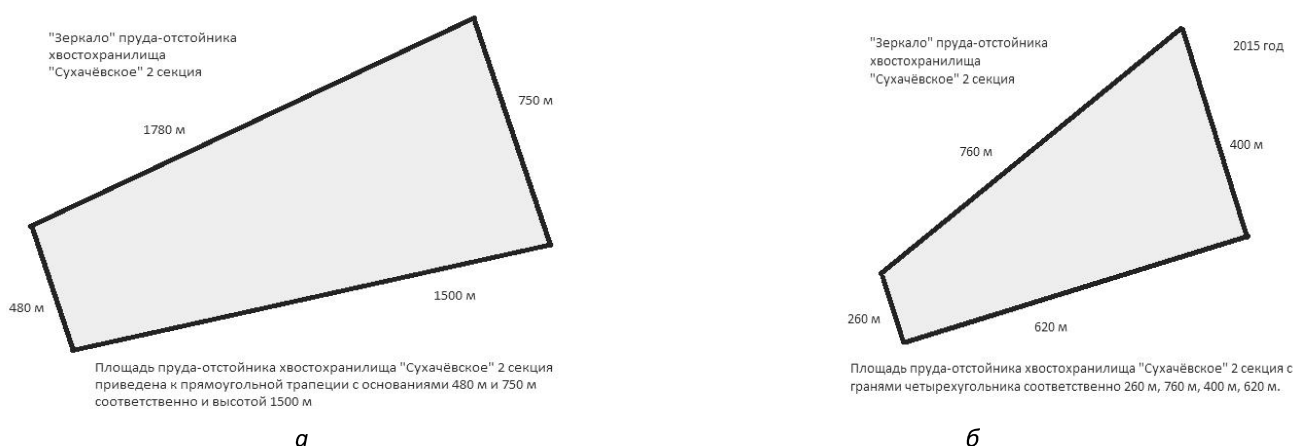 "Зеркало" пруда-отстойника
хвостохранилища
"Сухачёвское" 2 секция
1780 м
750 м
480 м
1500 м
Площадь пруда-отстойника хвостохранилища "Сухачёвское" 2 секция
приведена к прямоугольной трапеции с основаниями 480 м и 750 м
соответственно и высотой 1500 м
а
"Зеркало" пруда-отстойника
хвостохранилища
"Сухачёвское" 2 секция
2015 год
760 м
400 м
260 м
620 м
Площадь пруда-отстойника хвостохранилища "Сухачёвское" 2 секция с
гранями четырехугольника соответственно 260 м, 760 м, 400 м, 620 м.
б